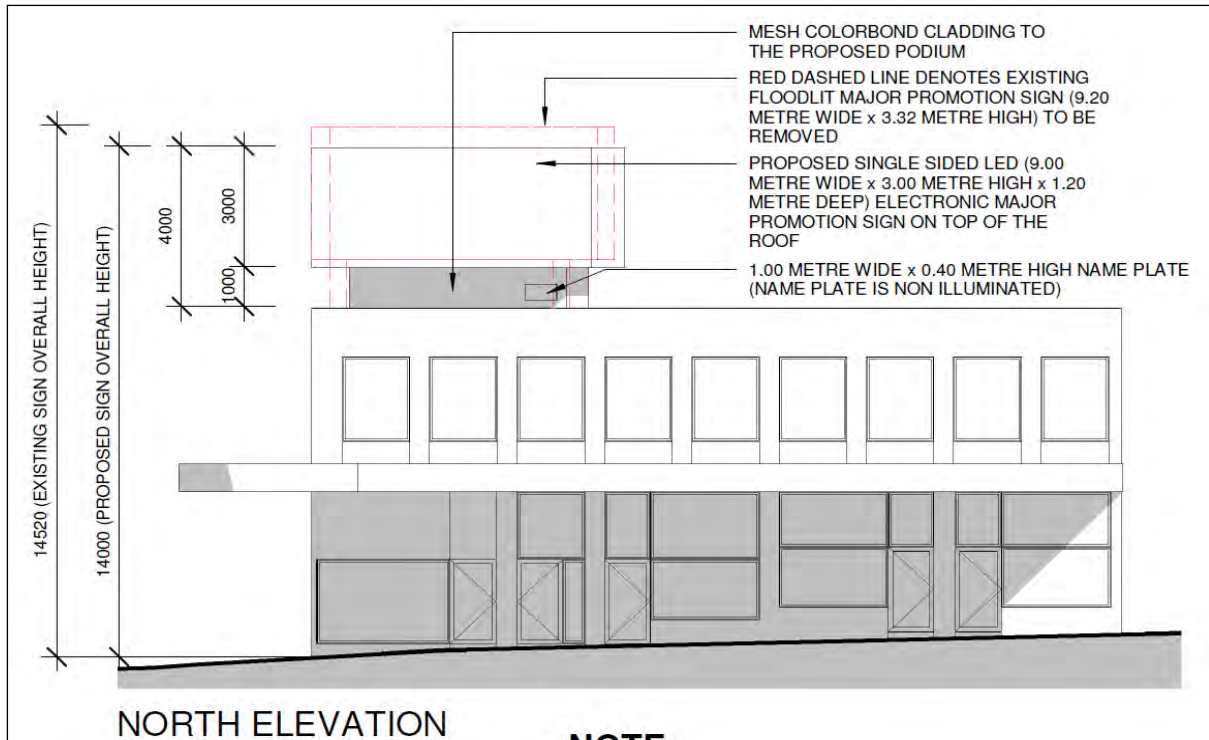 MESH COLORBOND CLADDING TO
THE PROPOSED PODIUM
RED DASHED LINE DENOTES EXISTING
FLOODLIT MAJOR PROMOTION SIGN (9.20
METRE WIDE x 3.32 METRE HIGH) TO BE
REMOVED
PROPOSED SINGLE SIDED LED (9.00
METRE WIDE x 3.00 METRE HIGH x 1.20
METRE DEEP) ELECTRONIC MAJOR
PROMOTION SIGN ON TOP OF THE
ROOF
1.00 METRE WIDE x 0.40 METRE HIGH NAME PLATE
(NAME PLATE IS NON ILLUMINATED)
14520 (EXISTING SIGN OVERALL HEIGHT)
14000 (PROPOSED SIGN OVERALL HEIGHT)
4000
3000
1000
NORTH ELEVATION
NOTE